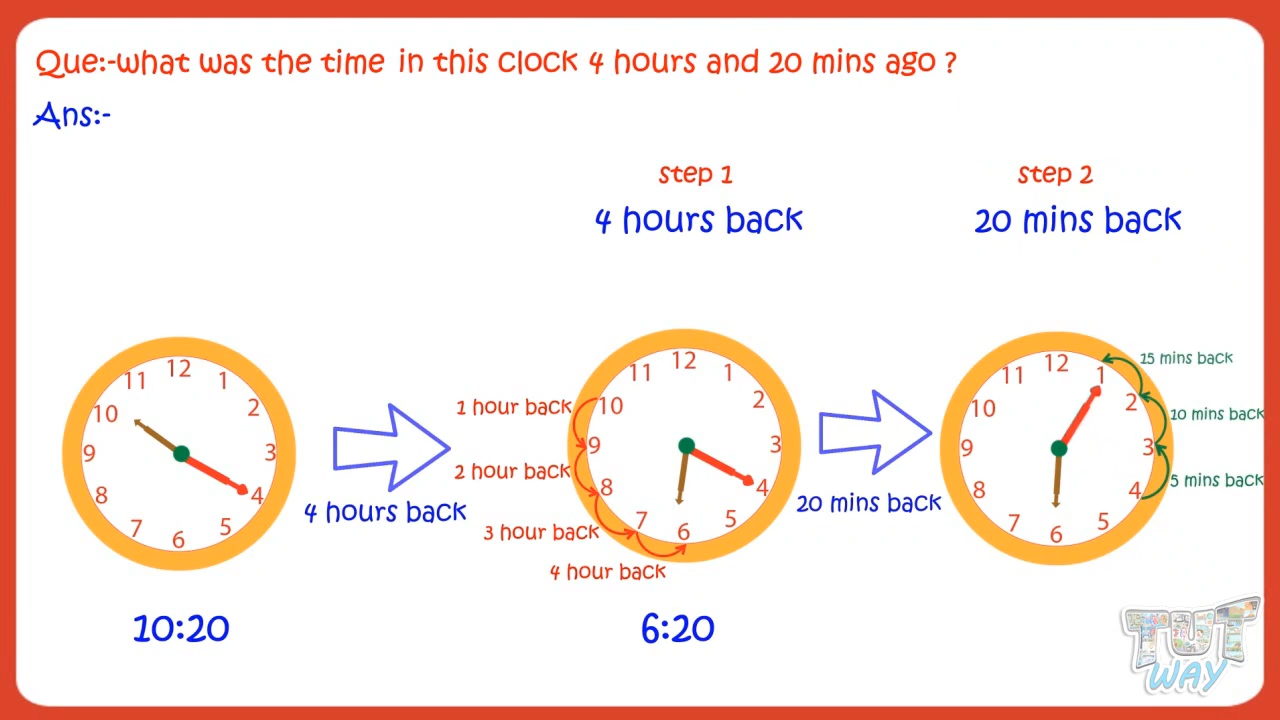 Que:-what was the time in this clock 4 hours and 20 mins ago ?
Ans:-
step 1
4 hours back
step 2
20 mins back
12
11 1
10 2
9 3
8 4
7 5
6
10:20
4 hours back
12
11 1
10 2
9 3
8 4
7 5
6
1 hour back
2 hour back
3 hour back
4 hour back
6:20
20 mins back
12
11 1
10 2
9 3
8 4
7 5
6
15 mins back
10 mins back
5 mins back
TUT
WAY